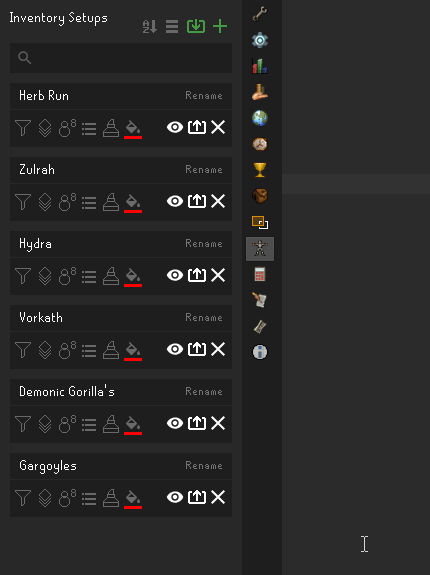 Inventory Setups
Herb Run
Rename
Zulrah
Rename
Hydra
Rename
Vorkath
Rename
Demonic Gorilla's
Rename
Gargoyles
Rename